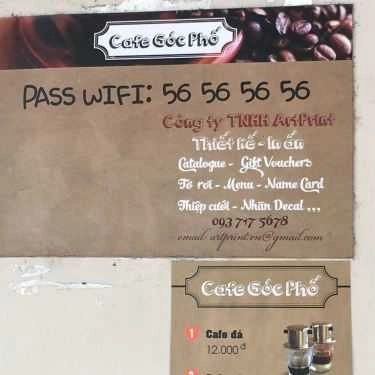 Cafe Góc Phố
PASS WIFI: 56 56 56 56
Công ty TNHH ArtPrint
Thiết kế - In ấn
Catalogue - Gift Vouchers
Tờ rơi - Menu - Name Card
Thiệp cưới - Nhãn Decal ...
093 717 5678
email: artprint.vn@gmail.com
Cafe Góc Phố
1 Cafe đá
12.000 đ